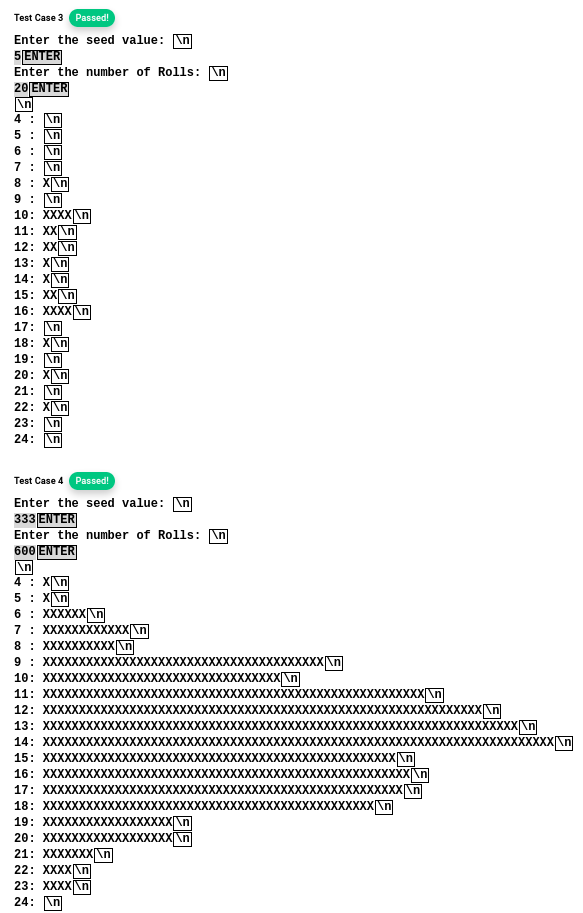 Test Case 3 Passed!
Enter the seed value: \n
5ENTER
Enter the number of Rolls: \n
20ENTER
\n
4 : \n
5 : \n
6 : \n
7 : \n
8 : X\n
9 : \n
10: XXXX\n
11: XX\n
12: XX\n
13: X\n
14: X\n
15: XX\n
16: XXXX\n
17: \n
18: X\n
19: \n
20: X\n
21: \n
22: X\n
23: \n
24: \n
Test Case 4 Passed!
Enter the seed value: \n
333ENTER
Enter the number of Rolls: \n
600ENTER
\n
4 : X\n
5 : X\n
6 : XXXXXX\n
7 : XXXXXXXXXXXX\n
8 : XXXXXXXXXX\n
9 : XXXXXXXXXXXXXXXXXXXXXXXXXXXXXXXXXXXXXXX\n
10: XXXXXXXXXXXXXXXXXXXXXXXXXXXXXXXXX\n
11: XXXXXXXXXXXXXXXXXXXXXXXXXXXXXXXXXXXXXXXXXXXXXXXXXXXXX\n
12: XXXXXXXXXXXXXXXXXXXXXXXXXXXXXXXXXXXXXXXXXXXXXXXXXXXXXXXXXXXXX\n
13: XXXXXXXXXXXXXXXXXXXXXXXXXXXXXXXXXXXXXXXXXXXXXXXXXXXXXXXXXXXXXXXXXX\n
14: XXXXXXXXXXXXXXXXXXXXXXXXXXXXXXXXXXXXXXXXXXXXXXXXXXXXXXXXXXXXXXXXXXXXXXX\n
15: XXXXXXXXXXXXXXXXXXXXXXXXXXXXXXXXXXXXXXXXXXXXXXXXX\n
16: XXXXXXXXXXXXXXXXXXXXXXXXXXXXXXXXXXXXXXXXXXXXXXXXXXX\n
17: XXXXXXXXXXXXXXXXXXXXXXXXXXXXXXXXXXXXXXXXXXXXXXXXXX\n
18: XXXXXXXXXXXXXXXXXXXXXXXXXXXXXXXXXXXXXXXXXXXXXX\n
19: XXXXXXXXXXXXXXXXXX\n
20: XXXXXXXXXXXXXXXXXX\n
21: XXXXXXX\n
22: XXXX\n
23: XXXX\n
24: \n